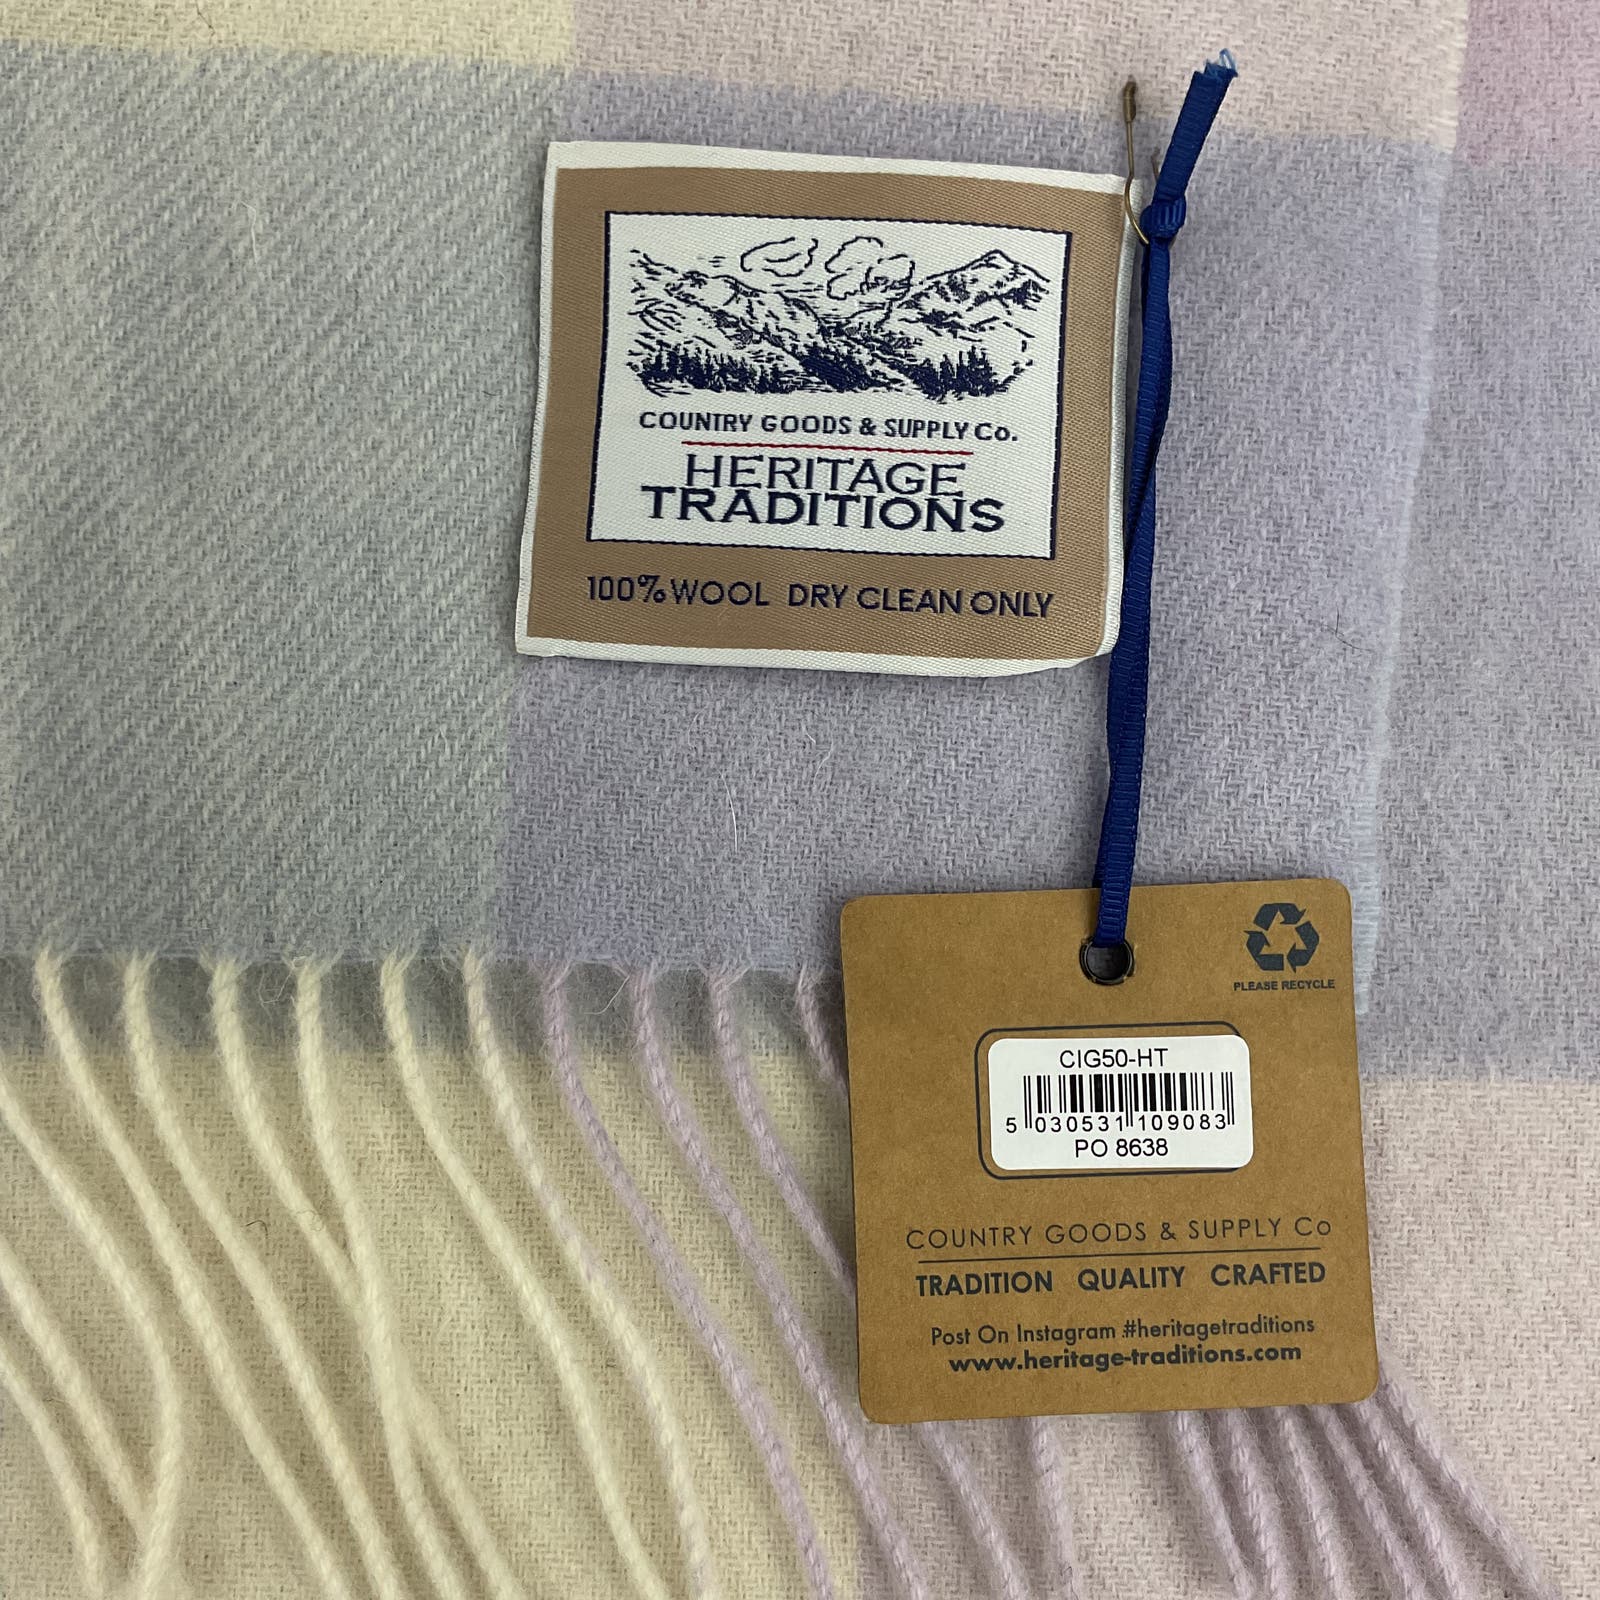 COUNTRY GOODS & SUPPLY Co.
HERITAGE
TRADITIONS
100% WOOL DRY CLEAN ONLY
PLEASE RECYCLE
CIG50-HT
5 030531 109083
PO 8638
COUNTRY GOODS & SUPPLY Co
TRADITION QUALITY CRAFTED
Post On Instagram #heritagetraditions
www.heritage-traditions.com